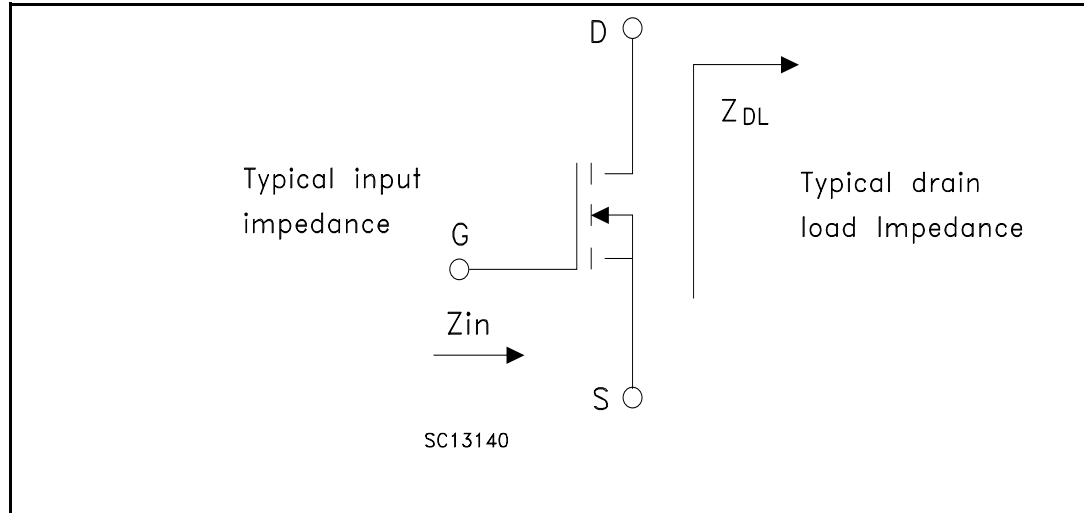 D
Z DL
Typical input
impedance
Typical drain
load Impedance
G
Zin
S
SC13140